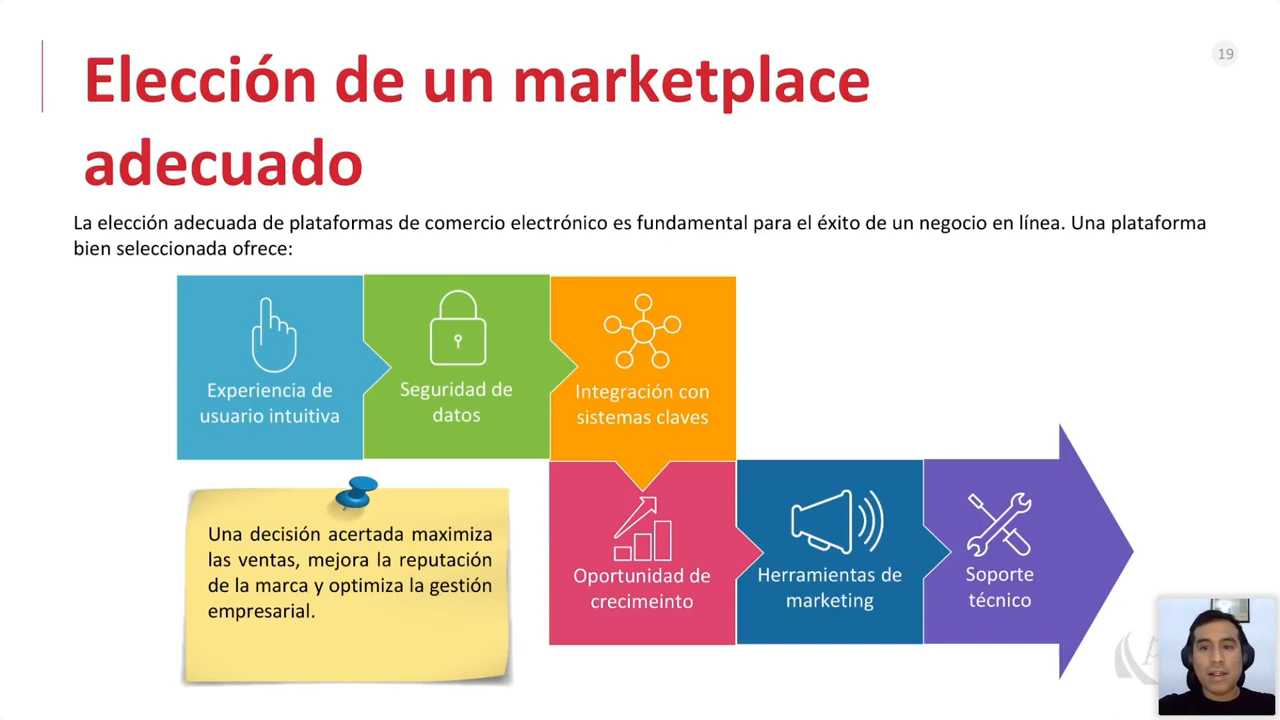 19
Elección de un marketplace
adecuado
La elección adecuada de plataformas de comercio electrónico es fundamental para el éxito de un negocio en línea. Una plataforma
bien seleccionada ofrece:
Experiencia de
usuario intuitiva
Seguridad de
datos
Integración con
sistemas claves
Oportunidad de
crecimeinto
Herramientas de
marketing
Soporte
técnico
Una decisión acertada maximiza
las ventas, mejora la reputación
de la marca y optimiza la gestión
empresarial.